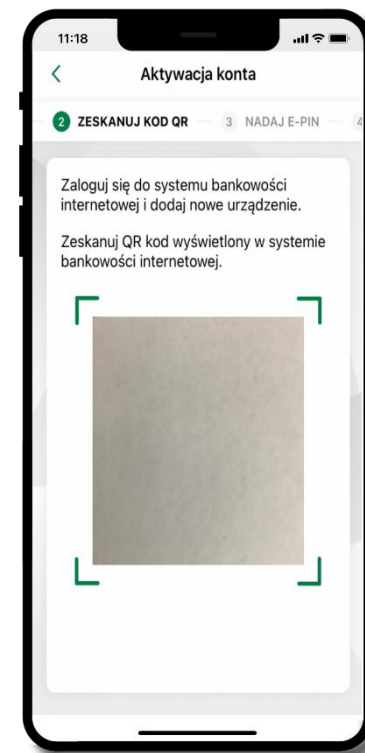 11:18
Aktywacja konta
2 ZESKANUJ KOD QR 3 NADAJ E-PIN 4
Zaloguj się do systemu bankowości
internetowej i dodaj nowe urządzenie.
Zeskanuj QR kod wyświetlony w systemie
bankowości internetowej.